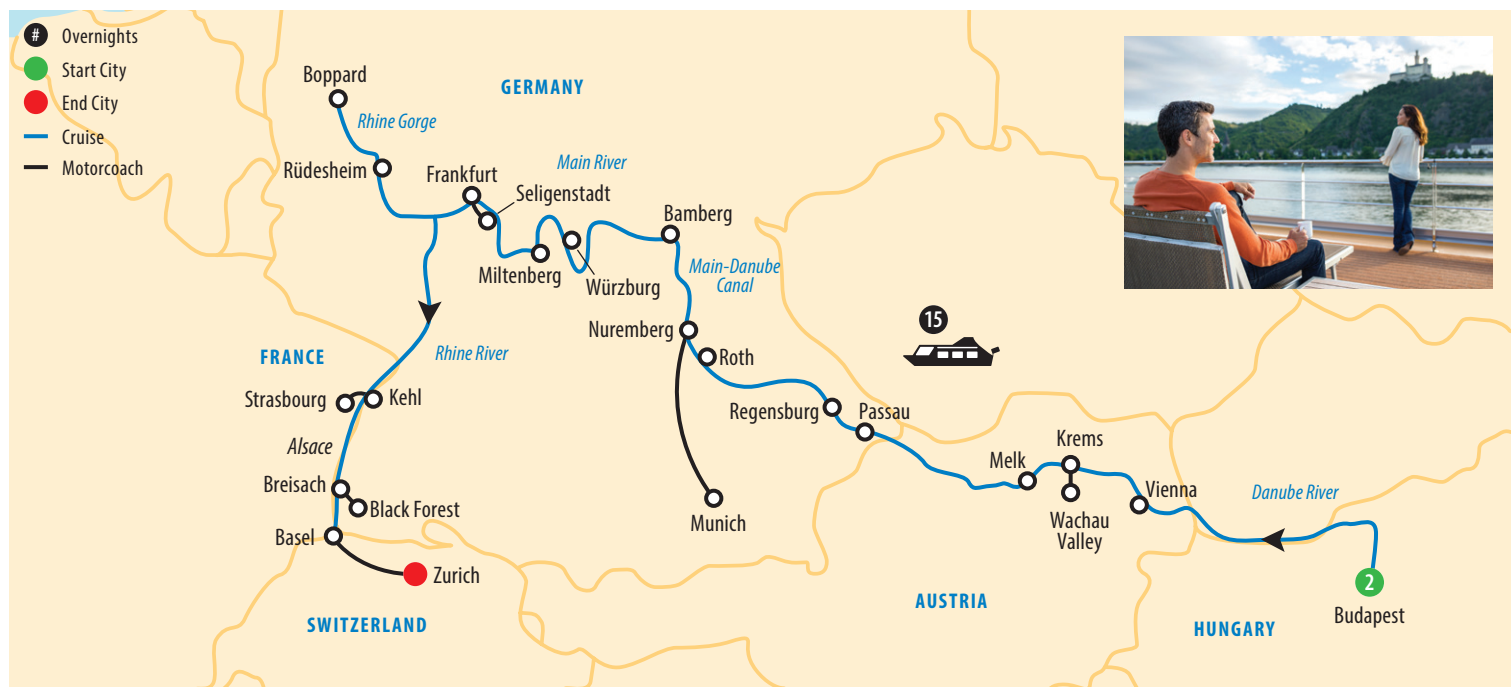 # Overnights
Start City
End City
Cruise
Motorcoach
Boppard
GERMANY
Rhine Gorge
Rüdesheim
Frankfurt
Main River
Seligenstadt
Bamberg
Miltenberg
Würzburg
Main-Danube
Canal
Nuremberg
15
FRANCE
Rhine River
Roth
Strasbourg
Kehl
Regensburg
Passau
Alsace
Krems
Melk
Breisach
Black Forest
Vienna
Danube River
Munich
Wachau
Valley
Basel
Zurich
2
AUSTRIA
Budapest
SWITZERLAND
HUNGARY